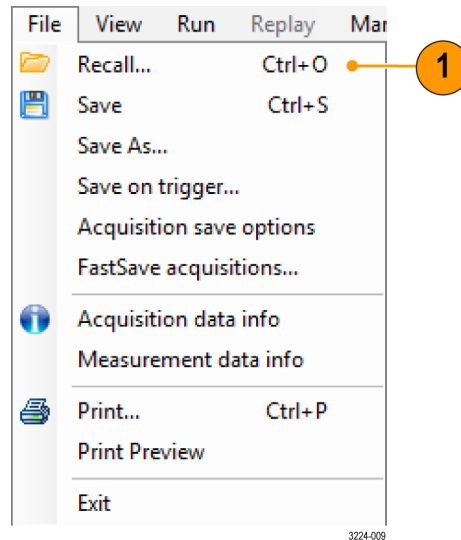 File View Run Replay Mar
Recall... Ctrl+O 1
Save Ctrl+S
Save As...
Save on trigger...
Acquisition save options
FastSave acquisitions...
Acquisition data info
Measurement data info
Print... Ctrl+P
Print Preview
Exit
3224-009